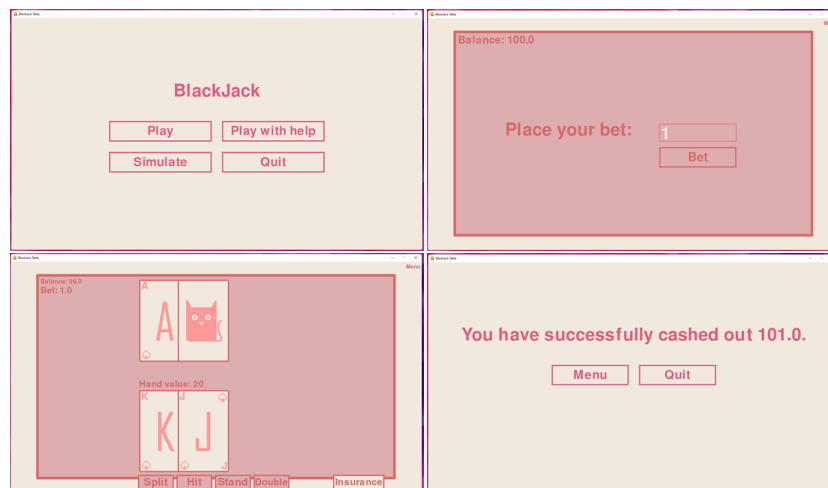 Blackjack Table
BlackJack
Play
Play with help
Simulate
Quit
Blackjack Table
Balance: 100.0
Place your bet:
1
Bet
Blackjack Table
Menu
Balance: 99.0
Bet: 1.0
A
A
Hand value: 20
K
J
K
J
J
Split
Hit
Stand
Double
Insurance
Blackjack Table
You have successfully cashed out 101.0.
Menu
Quit